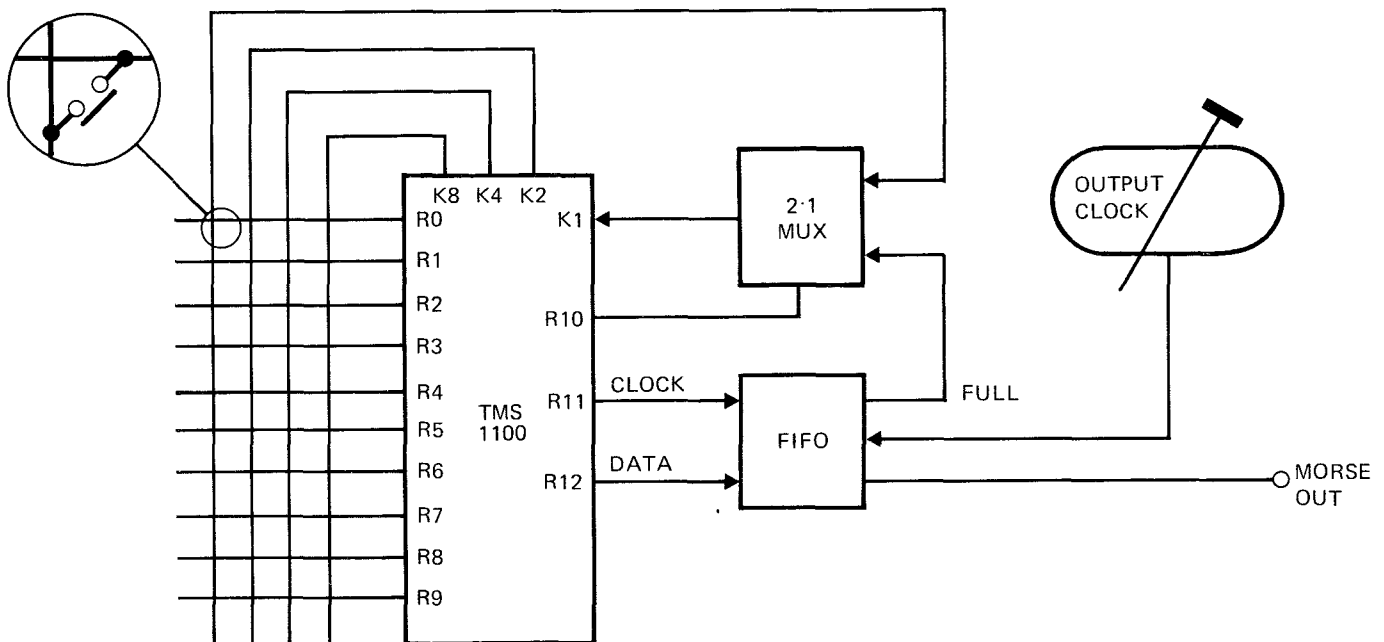 K8 K4 K2
R0
R1
R2
R3
R4
R5
R6
R7
R8
R9
K1
R10
R11
R12
TMS
1100
2·1
MUX
CLOCK
DATA
FIFO
FULL
OUTPUT
CLOCK
MORSE
OUT